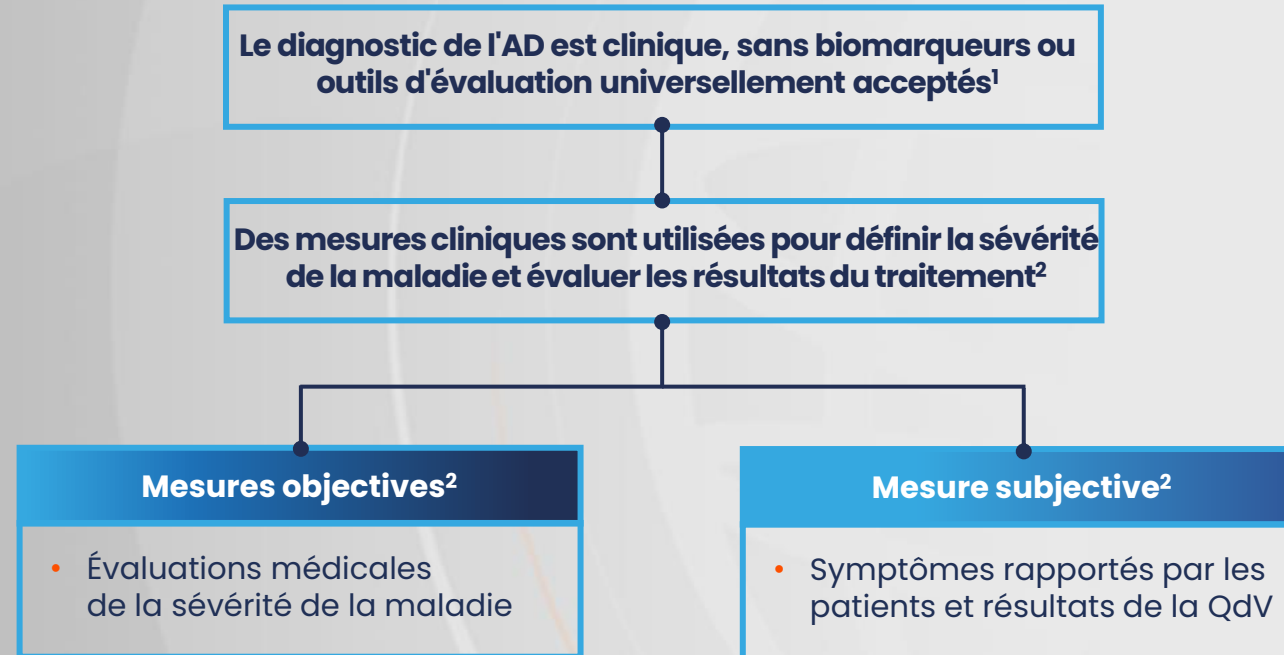 Le diagnostic de l'AD est clinique, sans biomarqueurs ou
outils d'évaluation universellement acceptés¹
Des mesures cliniques sont utilisées pour définir la sévérité
de la maladie et évaluer les résultats du traitement²
Mesures objectives²
• Évaluations médicales
de la sévérité de la maladie
Mesure subjective²
• Symptômes rapportés par les
patients et résultats de la QdV